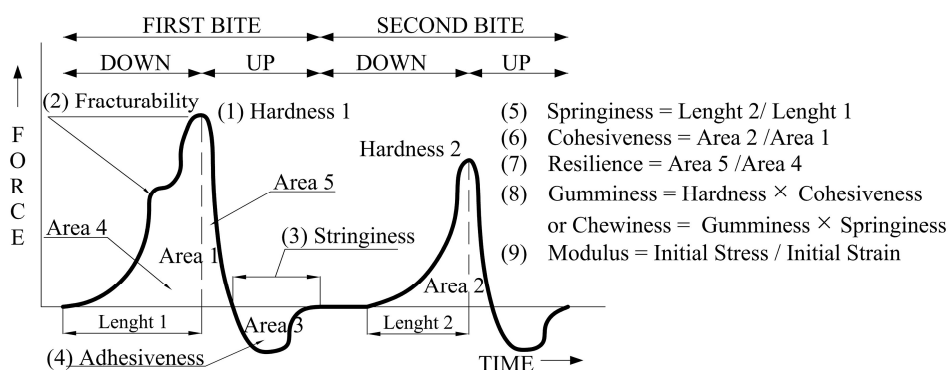 FIRST BITE
SECOND BITE
DOWN
UP
DOWN
UP
(2) Fracturability
(1) Hardness 1
FORCE
Hardness 2
Area 5
Area 4
(3) Stringiness
Area 1
Area 2
Lenght 1
Area 3
Lenght 2
(4) Adhesiveness
TIME
(5) Springiness = Lenght 2/ Lenght 1
(6) Cohesiveness = Area 2 /Area 1
(7) Resilience = Area 5 /Area 4
(8) Gumminess = Hardness × Cohesiveness
or Chewiness = Gumminess × Springiness
(9) Modulus = Initial Stress / Initial Strain